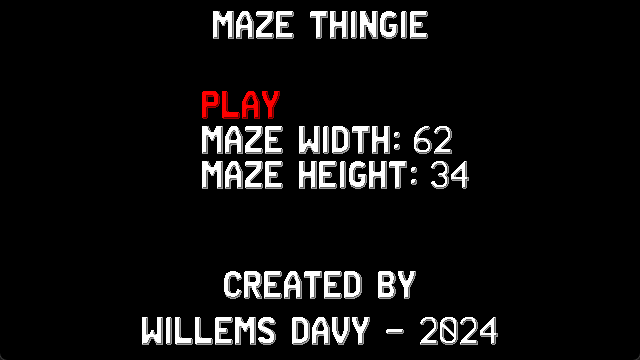 MAZE THINGIE
PLAY
MAZE WIDTH: 62
MAZE HEIGHT: 34
CREATED BY
WILLEMS DAVY - 2024